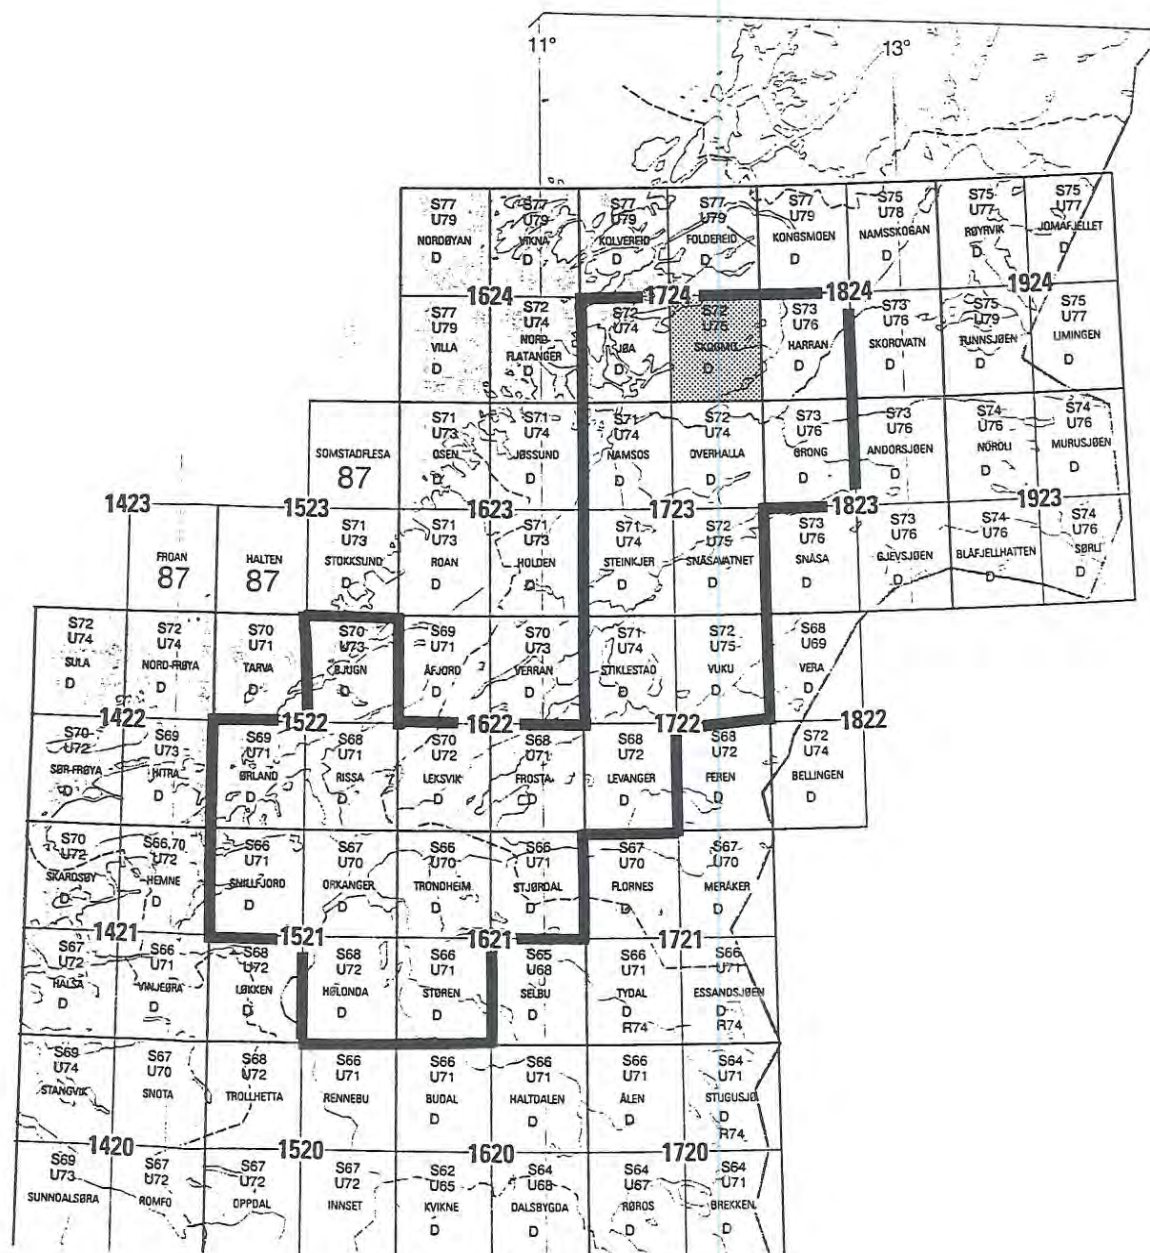 11°
13°
S77 U79 NORDØYAN D
S77 U79 VIKNA D
S77 U79 KOLVEREID D
S77 U79 FOLDEREID D
S77 U79 KONGSMOEN D
S75 U78 NAMSSKOGAN D
S75 U77 RØYRVIK D
S75 U77 JOMAFJELLET D
1624
1724
1824
1924
S77 U79 VILLA D
S72 U74 NORD-FLATANGER D
S72 U74 JØA D
S72 U75 SKOGMO D
S73 U76 HARRAN D
S73 U76 SKOROVATN D
S75 U79 TUNNSJØEN D
S75 U77 LIMINGEN D
SOMSTADFLESA 87
S71 U73 OSEN D
S71 U74 JØSSUND D
S71 U74 NAMSOS D
S72 U74 OVERHALLA D
S73 U76 GRONG D
S73 U76 ANDORSJØEN D
S74 U76 NORDLI D
S74 U76 MURUSJØEN D
1423
1523
1623
1723
1823
1923
FROAN 87
HALTEN 87
S71 U73 STOKKSUND D
S71 U73 ROAN D
S71 U73 HOLDEN D
S71 U74 STEINKJER D
S72 U75 SNÅSAVATNET D
S73 U76 SNÅSA D
S73 U76 GJEVSJØEN D
S74 U76 BLÅFJELLHATTEN D
S74 U76 SØRLI D
S72 U74 SULA D
S72 U74 NORD-FRØYA D
S70 U71 TARVA D
S70 U73 BJUGN D
S69 U71 ÅFJORD D
S70 U73 VERRAN D
S71 U74 STIKLESTAD D
S72 U75 VUKU D
S68 U69 VERA D
1422
1522
1622
1722
1822
S70 U72 SØR-FRØYA D
S69 U73 HITRA D
S69 U71 ØRLAND D
S68 U71 RISSA D
S70 U72 LEKSVIK D
S68 U71 FROSTA D
S68 U72 LEVANGER D
S68 U72 FEREN D
S72 U74 BELLINGEN D
S70 U72 SKARDSØY D
S66,70 U72 HEMNE D
S66 U71 SNILLFJORD D
S67 U70 ORKANGER D
S66 U70 TRONDHEIM D
S66 U71 STJØRDAL D
S67 U70 FLORNES D
S67 U70 MERÅKER D
1421
1521
1621
1721
S67 U72 HALSA D
S66 U71 VINJEØRA D
S68 U72 LØKKEN D
S68 U72 HØLONDA D
S66 U71 STØREN D
S65 U68 SELBU D
S66 U71 TYDAL D R74
S66 U71 ESSANDSJØEN D R74
S69 U74 STANGVIK
S67 U70 SNOTA
S68 U72 TROLLHETTA
S66 U71 RENNEBU
S66 U71 BUDAL D
S66 U71 HALTDALEN D
S66 U71 ÅLEN D
S64 U71 STUGUSJØ D R74
1420
1520
1620
1720
S69 U73 SUNNDALSØRA
S67 U72 ROMFO
S67 U72 OPPDAL
S67 U72 INNSET
S62 U65 KVIKNE D
S64 U68 DALSBYGDA D
S64 U67 RØROS D
S64 U71 BREKKEN D